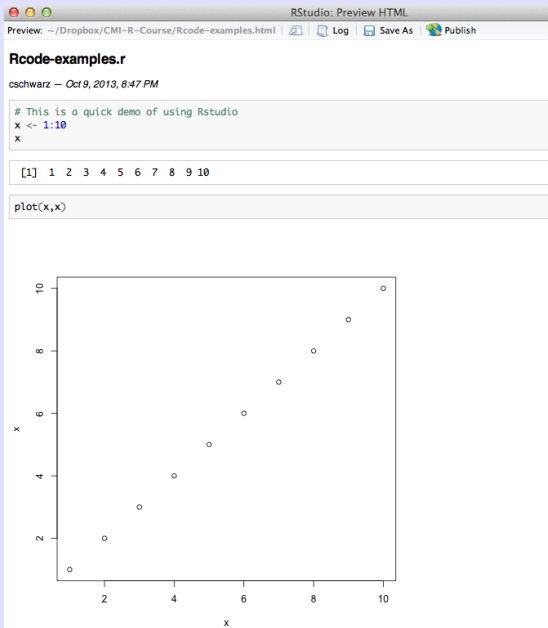 RStudio: Preview HTML
Preview: ~/Dropbox/CMI-R-Course/Rcode-examples.html Log Save As Publish
Rcode-examples.r
cschwarz — Oct 9, 2013, 8:47 PM
# This is a quick demo of using Rstudio
x <- 1:10
x
[1] 1 2 3 4 5 6 7 8 9 10
plot(x,x)
10
8
6
x
4
2
2 4 6 8 10
x